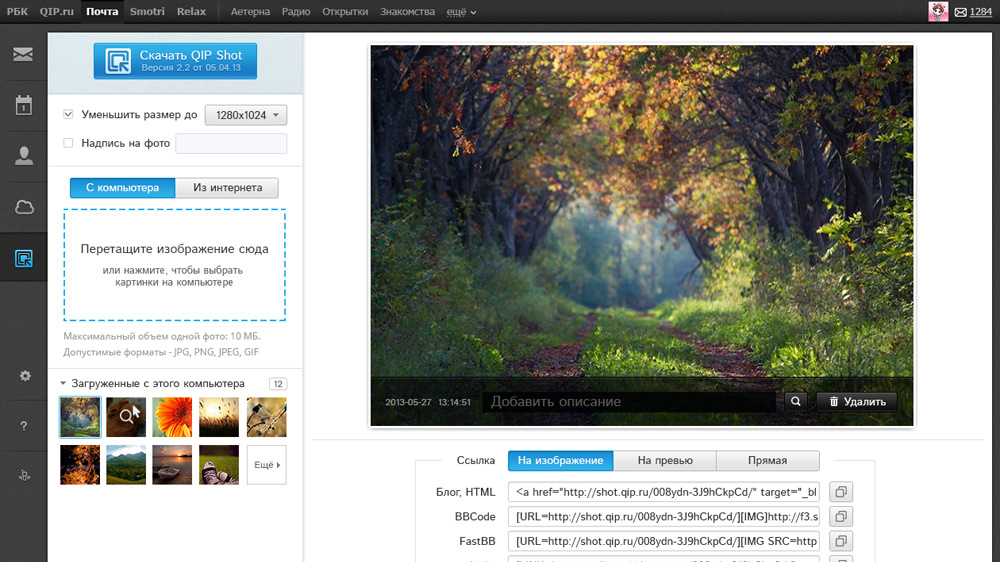 РБК QIP.ru Почта Smotri Relax Аетерна Радио Открытки Знакомства ещё 1284
Скачать QIP Shot
Версия 2.2 от 05.04.13
1
Уменьшить размер до 1280x1024
Надпись на фото
С компьютера Из интернета
Перетащите изображение сюда
или нажмите, чтобы выбрать
картинки на компьютере
Максимальный объем одной фото: 10 МБ.
Допустимые форматы - JPG, PNG, JPEG, GIF
Загруженные с этого компьютера 12
Ещё
?
2013-05-27 13:14:51 Добавить описание Удалить
Ссылка На изображение На превью Прямая
Блог, HTML <a href="http://shot.qip.ru/008ydn-3J9hCkpCd/" target="_bl
BBCode [URL=http://shot.qip.ru/008ydn-3J9hCkpCd/][IMG]http://f3.s
FastBB [URL=http://shot.qip.ru/008ydn-3J9hCkpCd/][IMG SRC=http